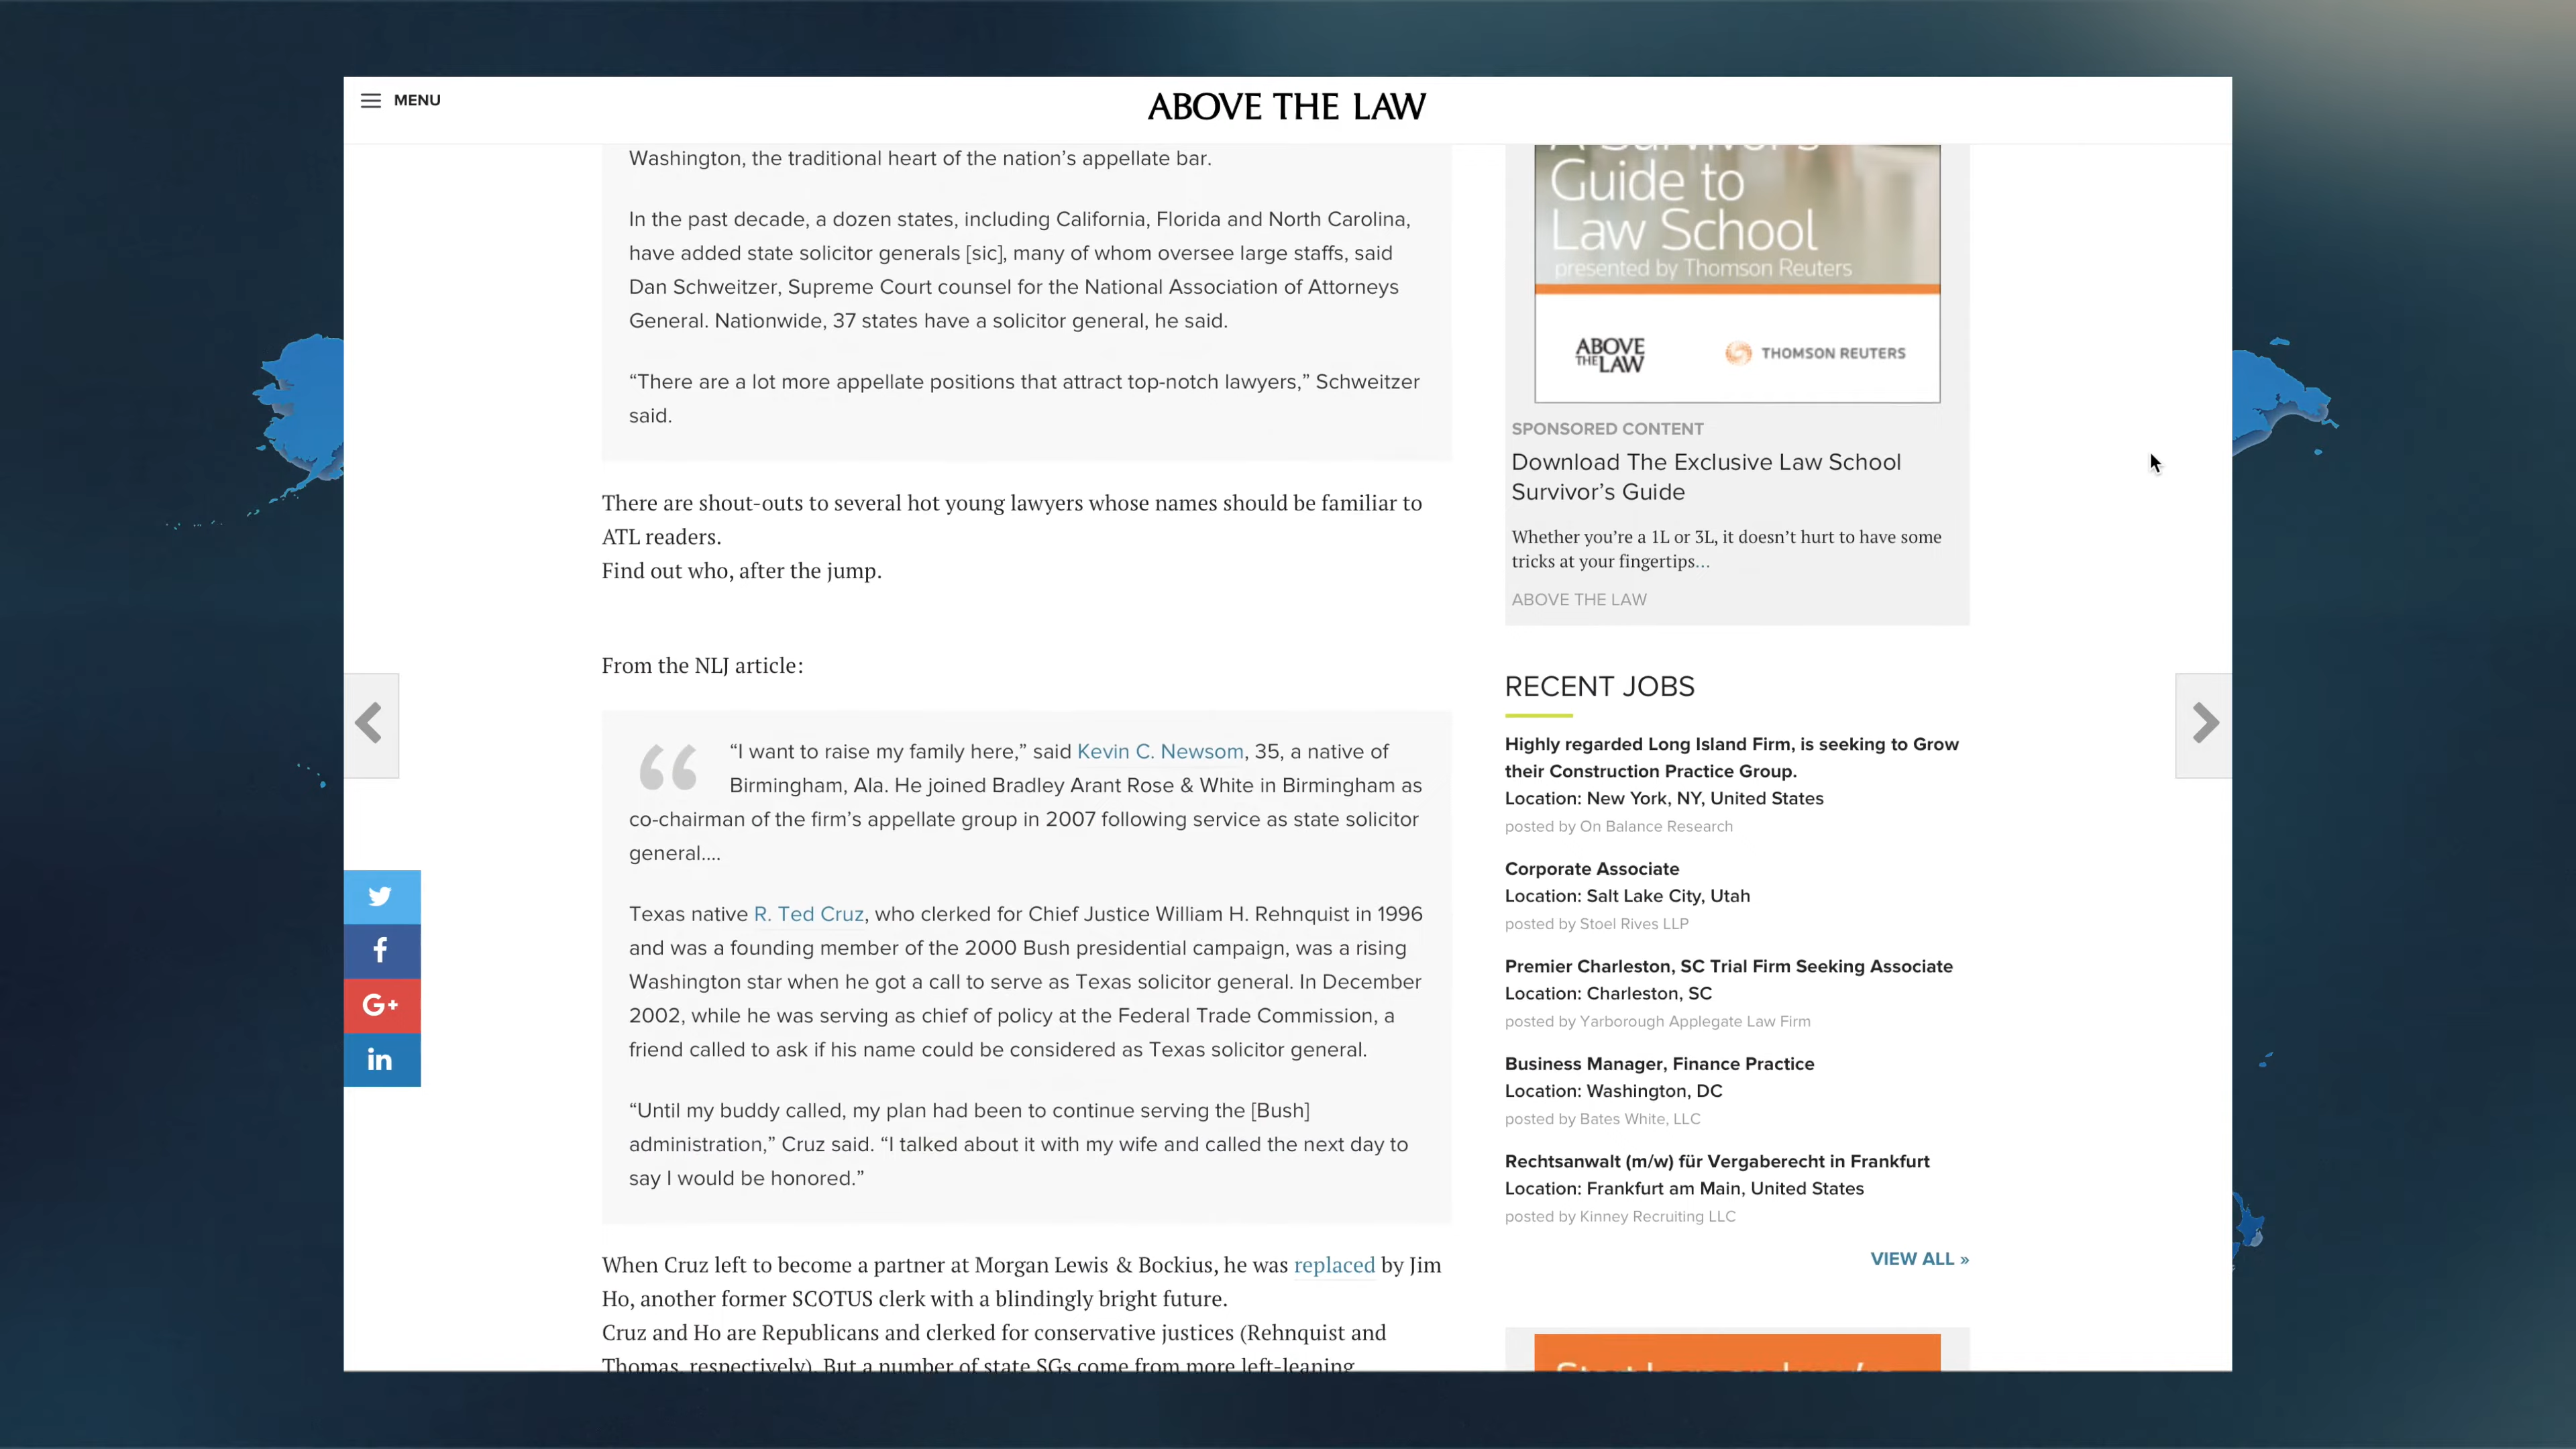 MENU
ABOVE THE LAW
Washington, the traditional heart of the nation’s appellate bar.
In the past decade, a dozen states, including California, Florida and North Carolina,
have added state solicitor generals [sic], many of whom oversee large staffs, said
Dan Schweitzer, Supreme Court counsel for the National Association of Attorneys
General. Nationwide, 37 states have a solicitor general, he said.
“There are a lot more appellate positions that attract top-notch lawyers,” Schweitzer
said.
There are shout-outs to several hot young lawyers whose names should be familiar to
ATL readers.
Find out who, after the jump.
From the NLJ article:
“I want to raise my family here,” said Kevin C. Newsom, 35, a native of
Birmingham, Ala. He joined Bradley Arant Rose & White in Birmingham as
co-chairman of the firm’s appellate group in 2007 following service as state solicitor
general....
Texas native R. Ted Cruz, who clerked for Chief Justice William H. Rehnquist in 1996
and was a founding member of the 2000 Bush presidential campaign, was a rising
Washington star when he got a call to serve as Texas solicitor general. In December
2002, while he was serving as chief of policy at the Federal Trade Commission, a
friend called to ask if his name could be considered as Texas solicitor general.
“Until my buddy called, my plan had been to continue serving the [Bush]
administration,” Cruz said. “I talked about it with my wife and called the next day to
say I would be honored.”
When Cruz left to become a partner at Morgan Lewis & Bockius, he was replaced by Jim
Ho, another former SCOTUS clerk with a blindingly bright future.
Cruz and Ho are Republicans and clerked for conservative justices (Rehnquist and
Thomas, respectively). But a number of state SGs come from more left-leaning
A Survivor’s
Guide to
Law School
presented by Thomson Reuters
ABOVE
THE LAW
THOMSON REUTERS
SPONSORED CONTENT
Download The Exclusive Law School
Survivor’s Guide
Whether you’re a 1L or 3L, it doesn’t hurt to have some
tricks at your fingertips…
ABOVE THE LAW
RECENT JOBS
Highly regarded Long Island Firm, is seeking to Grow
their Construction Practice Group.
Location: New York, NY, United States
posted by On Balance Research
Corporate Associate
Location: Salt Lake City, Utah
posted by Stoel Rives LLP
Premier Charleston, SC Trial Firm Seeking Associate
Location: Charleston, SC
posted by Yarborough Applegate Law Firm
Business Manager, Finance Practice
Location: Washington, DC
posted by Bates White, LLC
Rechtsanwalt (m/w) für Vergaberecht in Frankfurt
Location: Frankfurt am Main, United States
posted by Kinney Recruiting LLC
VIEW ALL »
f
G+
in